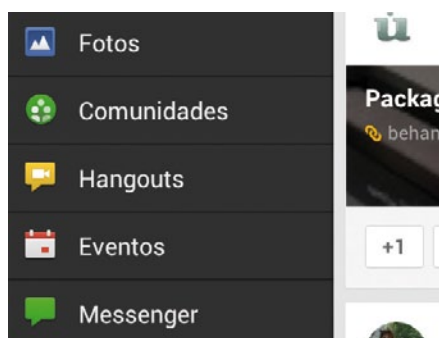 Fotos
Comunidades
Hangouts
Eventos
Messenger
Packag
behan
+1